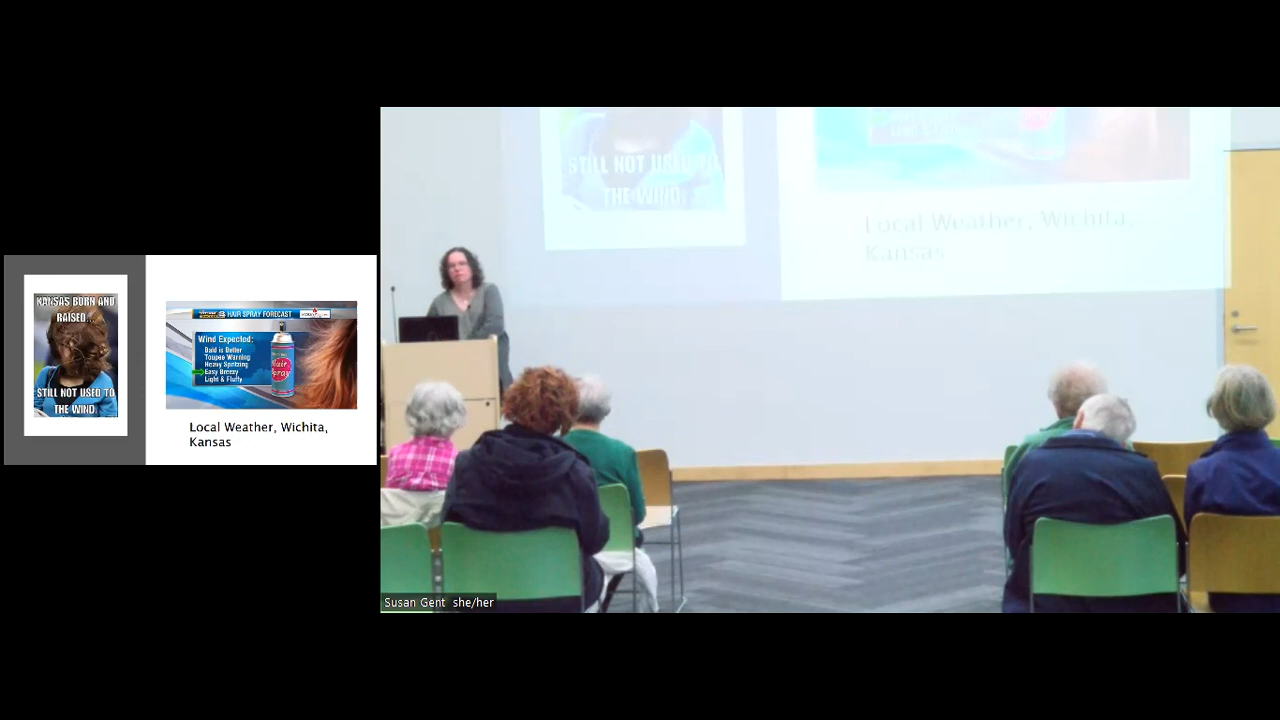 KANSAS BORN AND
RAISED...
STILL NOT USED TO
THE WIND.
HAIR SPRAY FORECAST
Wind Expected:
Bald is Better
Toupee Warning
Heavy Spritzing
Easy Breezy
Light & Fluffy
Hair
Spray
Local Weather, Wichita,
Kansas
STILL NOT USED TO
THE WIND.
Local Weather, Wichita,
Kansas
Susan Gent she/her